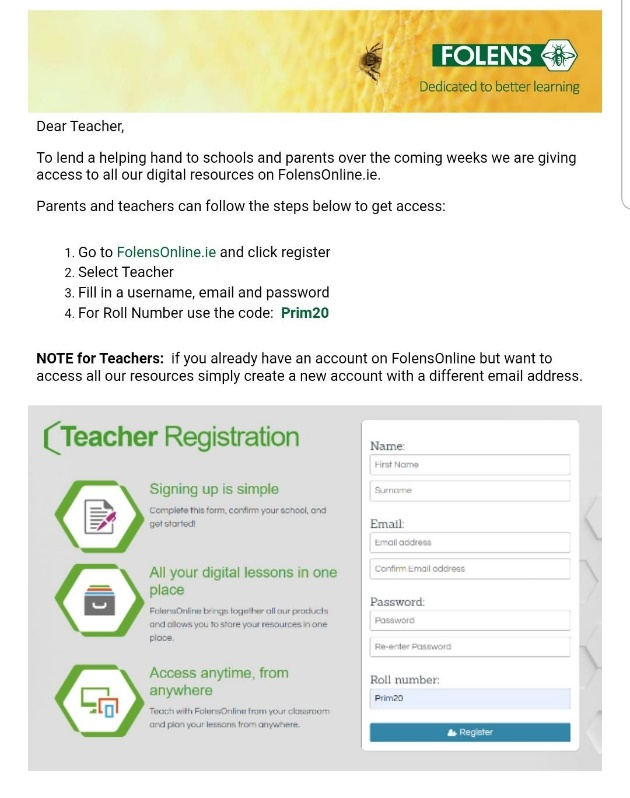 FOLENS
Dedicated to better learning
Dear Teacher,
To lend a helping hand to schools and parents over the coming weeks we are giving
access to all our digital resources on FolensOnline.ie.
Parents and teachers can follow the steps below to get access:
1. Go to FolensOnline.ie and click register
2. Select Teacher
3. Fill in a username, email and password
4. For Roll Number use the code: Prim20
NOTE for Teachers: if you already have an account on FolensOnline but want to
access all our resources simply create a new account with a different email address.
Teacher Registration
Signing up is simple
Complete this form, confirm your school, and
get started!
All your digital lessons in one
place
FolensOnline brings together all our products
and allows you to store your resources in one
place.
Access anytime, from
anywhere
Teach with FolensOnline from your classroom
and plan your lessons from anywhere.
Name:
First Name
Surname
Email:
Email address
Confirm Email address
Password:
Password
Re-enter Password
Roll number:
Prim20
Register